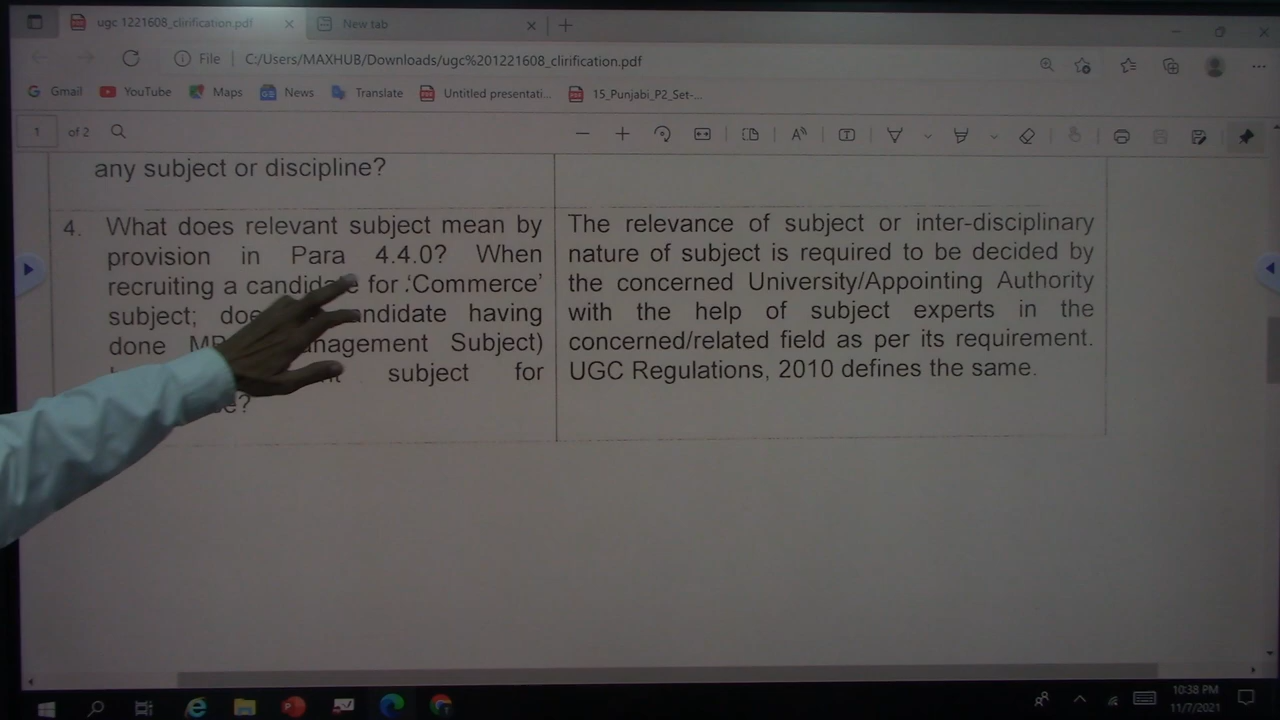 ugc 1221608_clirification.pdf
New tab
File C:/Users/MAXHUB/Downloads/ugc%201221608_clirification.pdf
Gmail YouTube Maps News Translate Untitled presentati... 15_Punjabi_P2_Set-...
1 of 2
any subject or discipline?
4. What does relevant subject mean by
provision in Para 4.4.0? When
recruiting a candidate for 'Commerce'
subject; having
done Subject)
subject for
The relevance of subject or inter-disciplinary
nature of subject is required to be decided by
the concerned University/Appointing Authority
with the help of subject experts in the
concerned/related field as per its requirement.
UGC Regulations, 2010 defines the same.
10:38 PM
11/7/2021